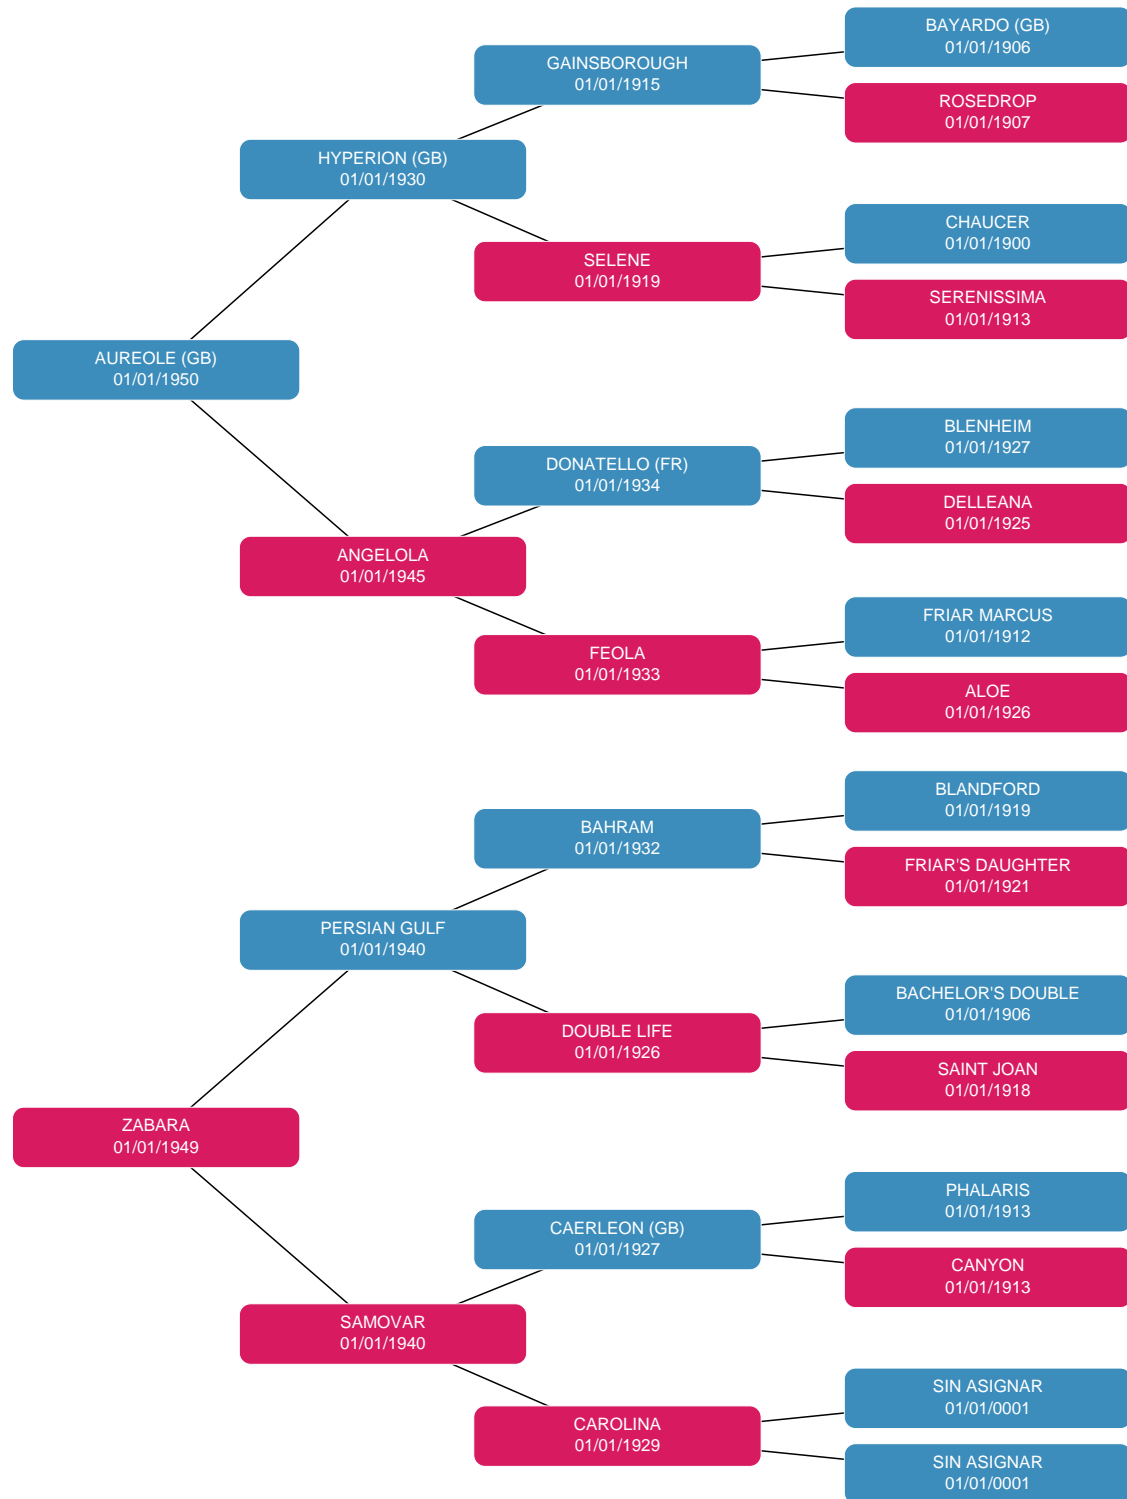 BAYARDO (GB)
01/01/1906
GAINSBOROUGH
01/01/1915
ROSEDROP
01/01/1907
HYPERION (GB)
01/01/1930
CHAUCER
01/01/1900
SELENE
01/01/1919
SERENISSIMA
01/01/1913
AUREOLE (GB)
01/01/1950
BLENHEIM
01/01/1927
DONATELLO (FR)
01/01/1934
DELLEANA
01/01/1925
ANGELOLA
01/01/1945
FRIAR MARCUS
01/01/1912
FEOLA
01/01/1933
ALOE
01/01/1926
BLANDFORD
01/01/1919
BAHRAM
01/01/1932
FRIAR'S DAUGHTER
01/01/1921
PERSIAN GULF
01/01/1940
BACHELOR'S DOUBLE
01/01/1906
DOUBLE LIFE
01/01/1926
SAINT JOAN
01/01/1918
ZABARA
01/01/1949
PHALARIS
01/01/1913
CAERLEON (GB)
01/01/1927
CANYON
01/01/1913
SAMOVAR
01/01/1940
SIN ASIGNAR
01/01/0001
CAROLINA
01/01/1929
SIN ASIGNAR
01/01/0001